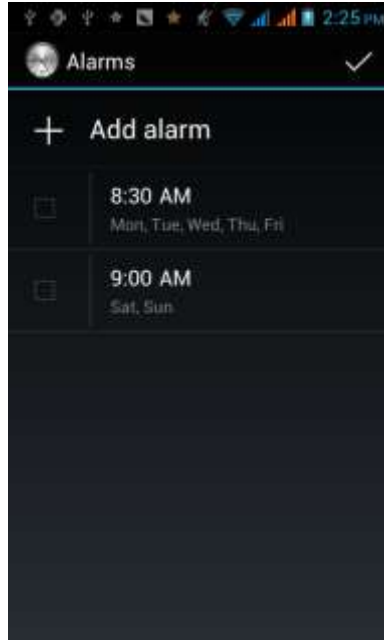 2:25 PM
Alarms
Add alarm
8:30 AM
Mon, Tue, Wed, Thu, Fri
9:00 AM
Sat, Sun